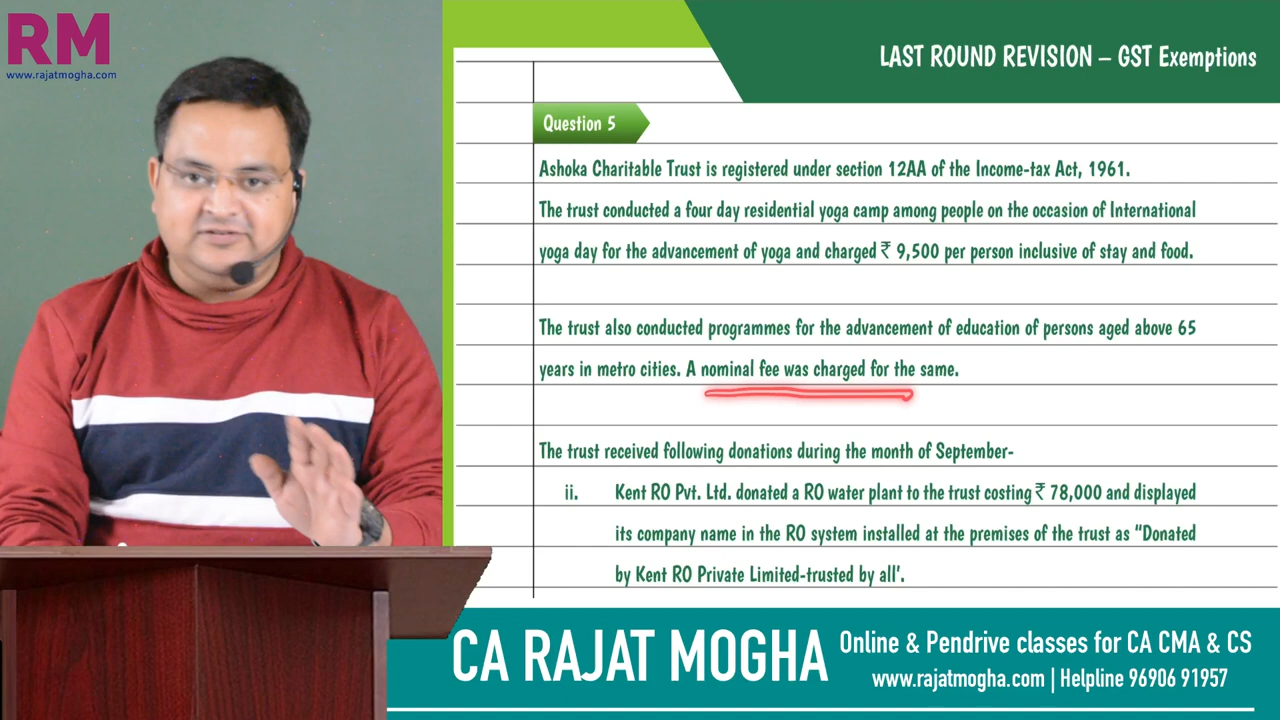 RM
www.rajatmogha.com
LAST ROUND REVISION – GST Exemptions
Question 5
Ashoka Charitable Trust is registered under section 12AA of the Income-tax Act, 1961.
The trust conducted a four day residential yoga camp among people on the occasion of International
yoga day for the advancement of yoga and charged ₹ 9,500 per person inclusive of stay and food.
The trust also conducted programmes for the advancement of education of persons aged above 65
years in metro cities. A nominal fee was charged for the same.
The trust received following donations during the month of September-
ii. Kent RO Pvt. Ltd. donated a RO water plant to the trust costing ₹ 78,000 and displayed
its company name in the RO system installed at the premises of the trust as “Donated
by Kent RO Private Limited-trusted by all’.
CA RAJAT MOGHA
Online & Pendrive classes for CA CMA & CS
www.rajatmogha.com | Helpline 96906 91957